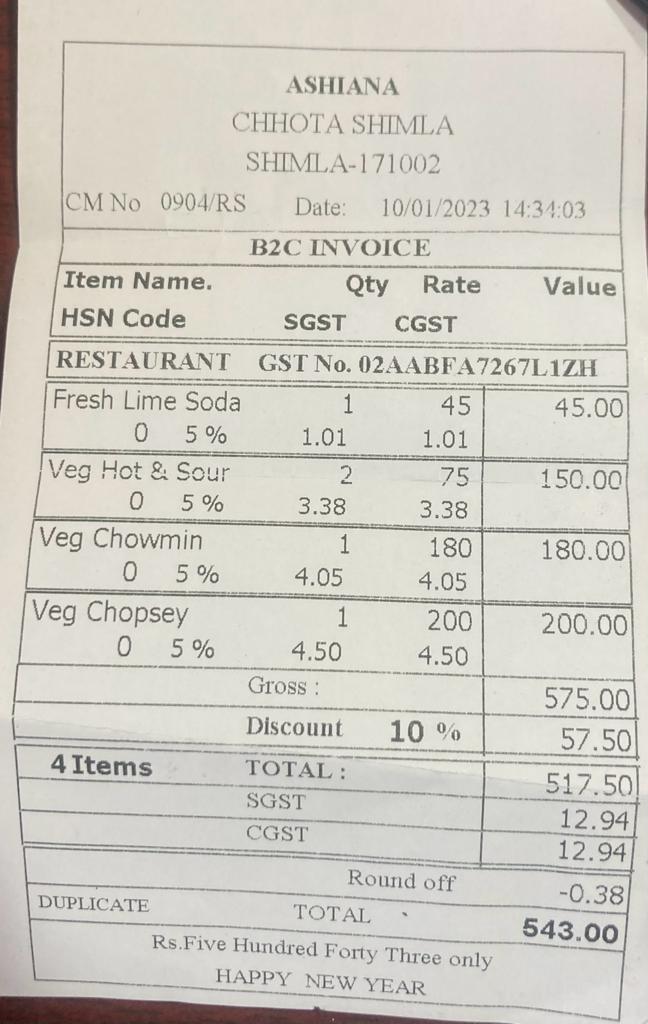 ASHIANA
CHHOTA SHIMLA
SHIMLA-171002
CM No 0904/RS Date: 10/01/2023 14:34:03
B2C INVOICE
Item Name. Qty Rate Value
HSN Code SGST CGST
RESTAURANT GST No. 02AABFA7267L1ZH
Fresh Lime Soda 1 45 45.00
0 5 % 1.01 1.01
Veg Hot & Sour 2 75 150.00
0 5 % 3.38 3.38
Veg Chowmin 1 180 180.00
0 5 % 4.05 4.05
Veg Chopsey 1 200 200.00
0 5 % 4.50 4.50
Gross : 575.00
Discount 10 % 57.50
4 Items TOTAL : 517.50
SGST 12.94
CGST 12.94
Round off -0.38
DUPLICATE TOTAL 543.00
Rs.Five Hundred Forty Three only
HAPPY NEW YEAR